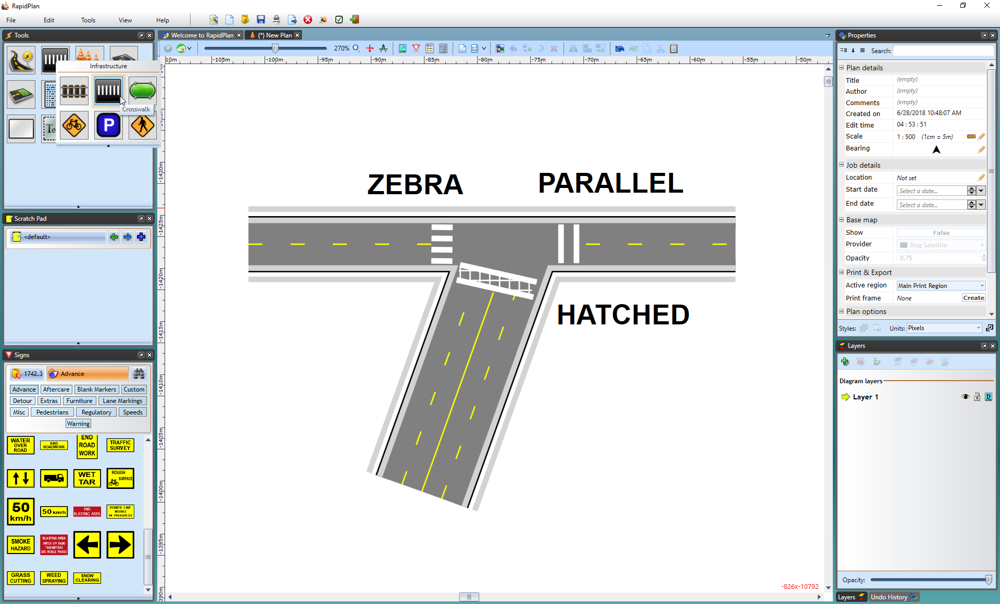 RapidPlan
File Edit Tools View Help
Tools
Infrastructure
Crosswalk
P
Te
Scratch Pad
<default>
Signs
1742.3 Advance
Advance Aftercare Blank Markers Custom
Detour Extras Furniture Lane Markings
Misc Pedestrians Regulatory Speeds
Warning
WATER
OVER
ROAD
END
ROADWORK
END
ROAD
WORK
TRAFFIC
SURVEY
WET
TAR
ROUGH
SURFACE
50
km/h
50 km/h
END
BLASTING AREA
POWER LINE
WORKS
IN PROGRESS
SMOKE
HAZARD
BLASTING AREA
SWITCH OFF RADIO
TRANSMITTERS
AND MOBILE PHONES
GRASS
CUTTING
WEED
SPRAYING
SNOW
CLEARING
Welcome to RapidPlan (*) New Plan
270%
10m -105m -100m -95m -90m -85m -80m -75m -70m -65m -60m -55m -50m
-1430m
-1425m
-1420m
-1415m
-1410m
-1405m
-1400m
-1395m
390m
ZEBRA PARALLEL
HATCHED
-826x-10792
Properties
Search:
Plan details
Title (empty)
Author (empty)
Comments (empty)
Created on 6/28/2018 10:48:07 AM
Edit time 04 : 53 : 51
Scale 1 : 500 (1cm = 5m)
Bearing
Job details
Location Not set
Start date Select a date...
End date Select a date...
Base map
Show False
Provider Bing Satellite
Opacity 0.75
Print & Export
Active region Main Print Region
Print frame None Create
Plan options
Styles: Units: Pixels
Layers
Diagram layers
Layer 1
D
Opacity:
Layers Undo History